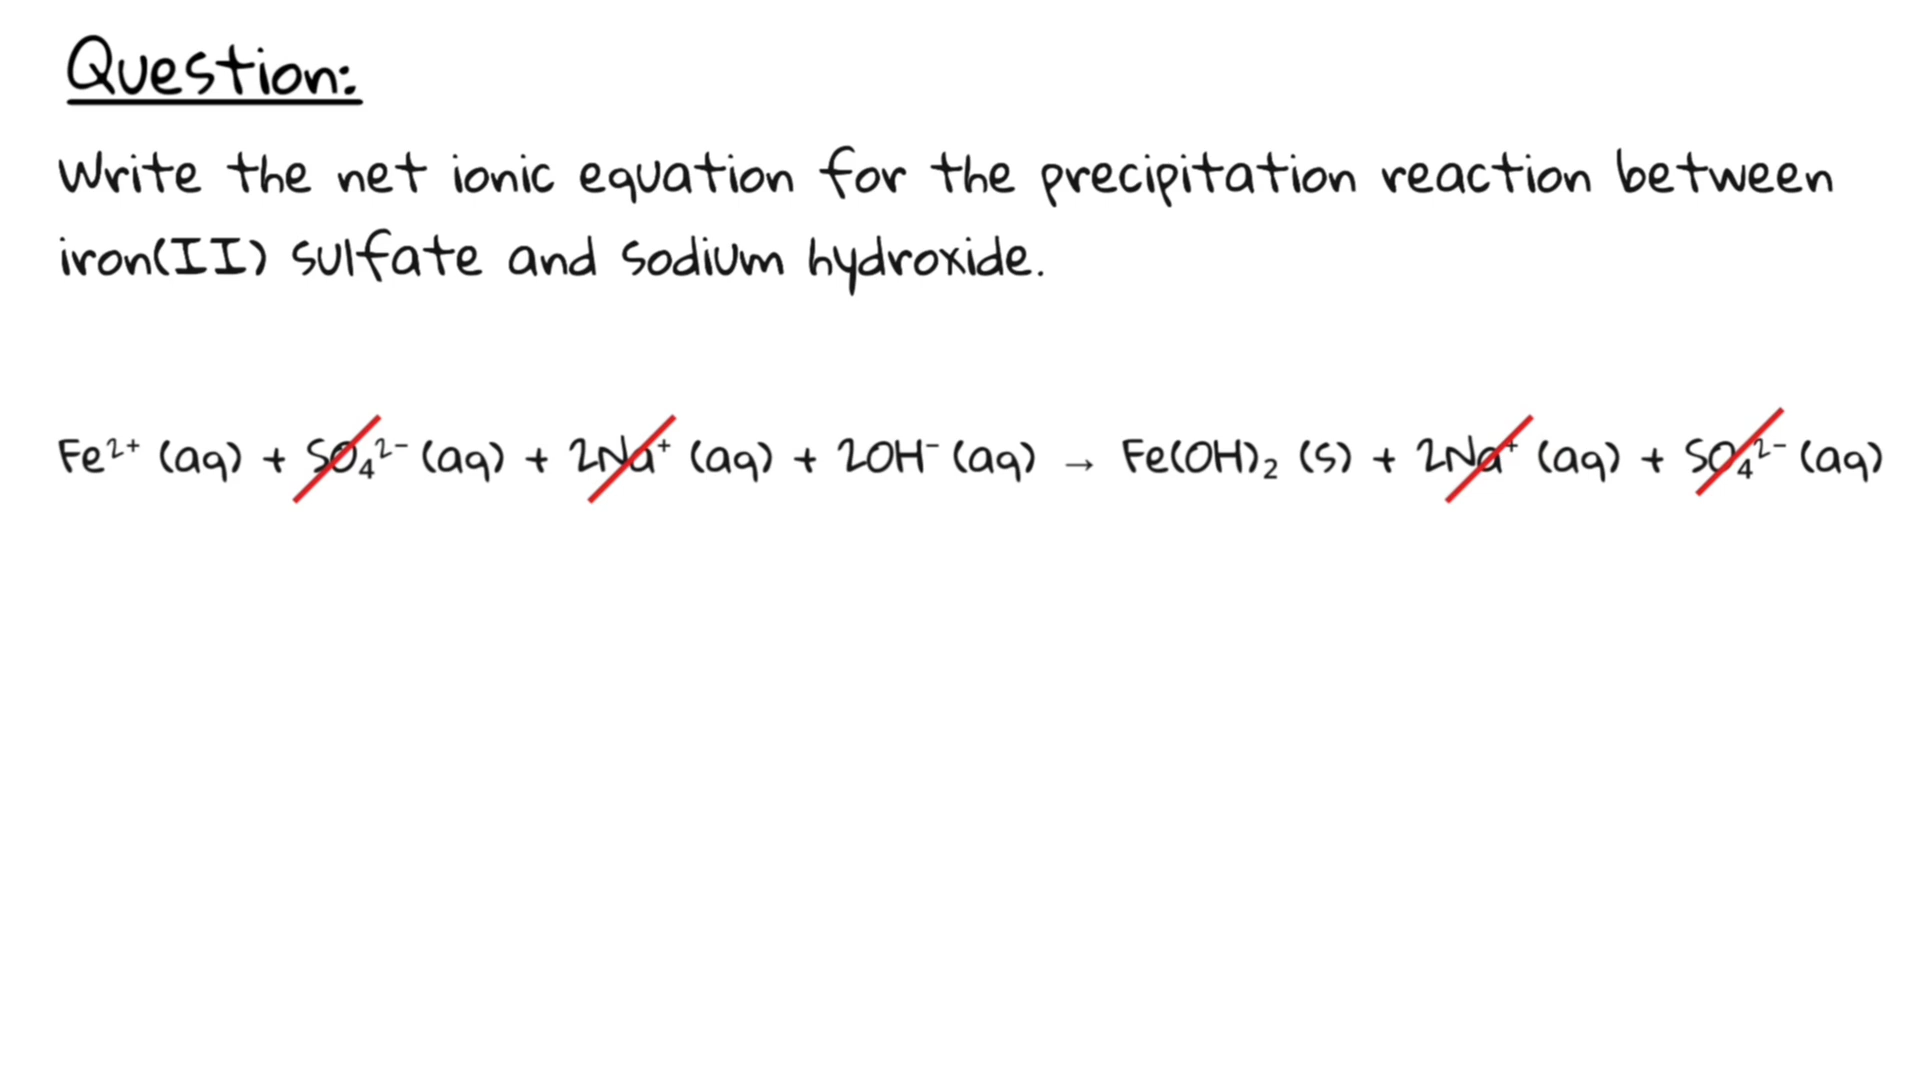 Question:
Write the net ionic equation for the precipitation reaction between
iron(II) sulfate and sodium hydroxide.
Fe²⁺ (aq) + SO₄²⁻ (aq) + 2Na⁺ (aq) + 2OH⁻ (aq) → Fe(OH)₂ (s) + 2Na⁺ (aq) + SO₄²⁻ (aq)